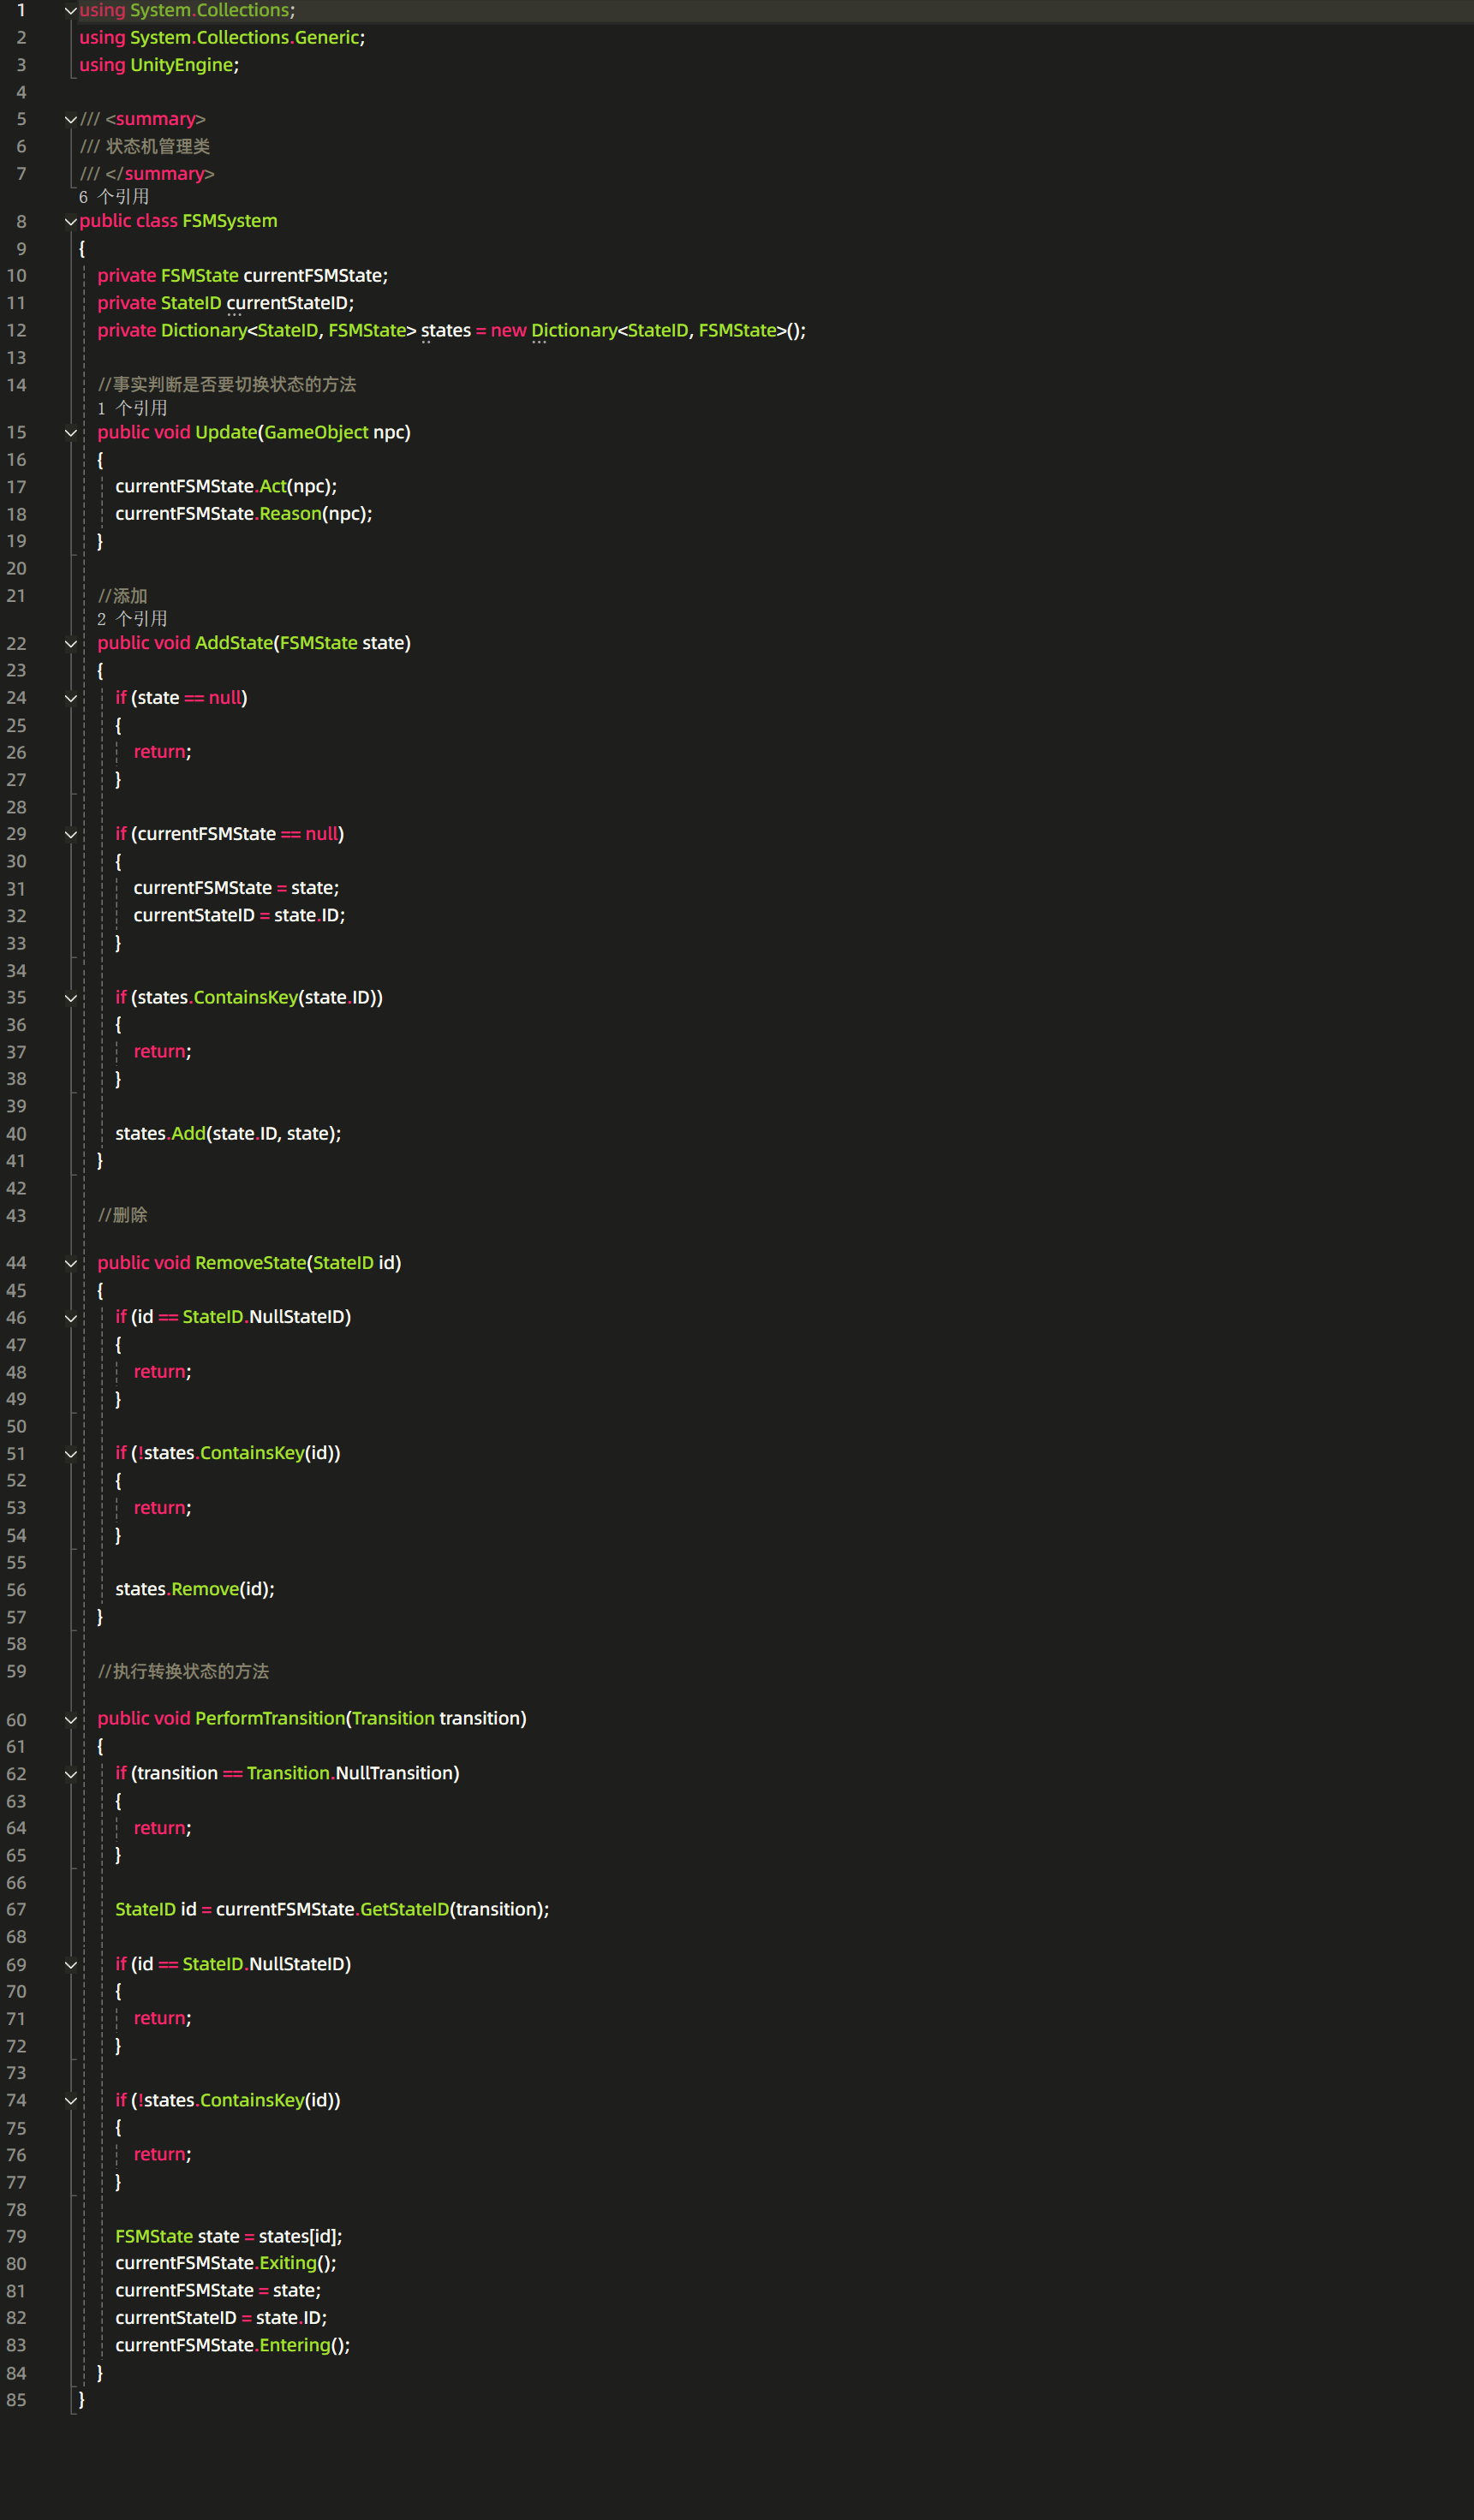 1 using System.Collections;
2 using System.Collections.Generic;
3 using UnityEngine;
4
5 /// <summary>
6 /// 状态机管理类
7 /// </summary>
6 个引用
8 public class FSMSystem
9 {
10 private FSMState currentFSMState;
11 private StateID currentStateID;
12 private Dictionary<StateID, FSMState> states = new Dictionary<StateID, FSMState>();
13
14 //事实判断是否要切换状态的方法
1 个引用
15 public void Update(GameObject npc)
16 {
17 currentFSMState.Act(npc);
18 currentFSMState.Reason(npc);
19 }
20
21 //添加
2 个引用
22 public void AddState(FSMState state)
23 {
24 if (state == null)
25 {
26 return;
27 }
28
29 if (currentFSMState == null)
30 {
31 currentFSMState = state;
32 currentStateID = state.ID;
33 }
34
35 if (states.ContainsKey(state.ID))
36 {
37 return;
38 }
39
40 states.Add(state.ID, state);
41 }
42
43 //删除
44 public void RemoveState(StateID id)
45 {
46 if (id == StateID.NullStateID)
47 {
48 return;
49 }
50
51 if (!states.ContainsKey(id))
52 {
53 return;
54 }
55
56 states.Remove(id);
57 }
58
59 //执行转换状态的方法
60 public void PerformTransition(Transition transition)
61 {
62 if (transition == Transition.NullTransition)
63 {
64 return;
65 }
66
67 StateID id = currentFSMState.GetStateID(transition);
68
69 if (id == StateID.NullStateID)
70 {
71 return;
72 }
73
74 if (!states.ContainsKey(id))
75 {
76 return;
77 }
78
79 FSMState state = states[id];
80 currentFSMState.Exiting();
81 currentFSMState = state;
82 currentStateID = state.ID;
83 currentFSMState.Entering();
84 }
85 }